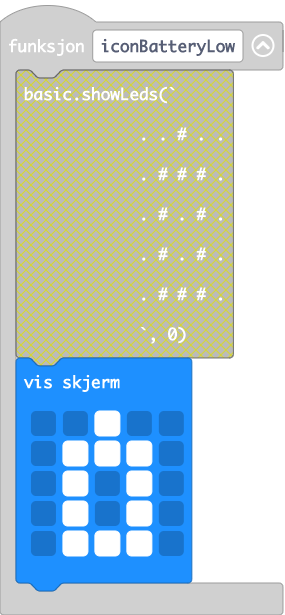 funksjon iconBatteryLow
basic.showLeds(`
. . # . .
. # # # .
. # . # .
. # . # .
. # # # .
`, 0)
vis skjerm